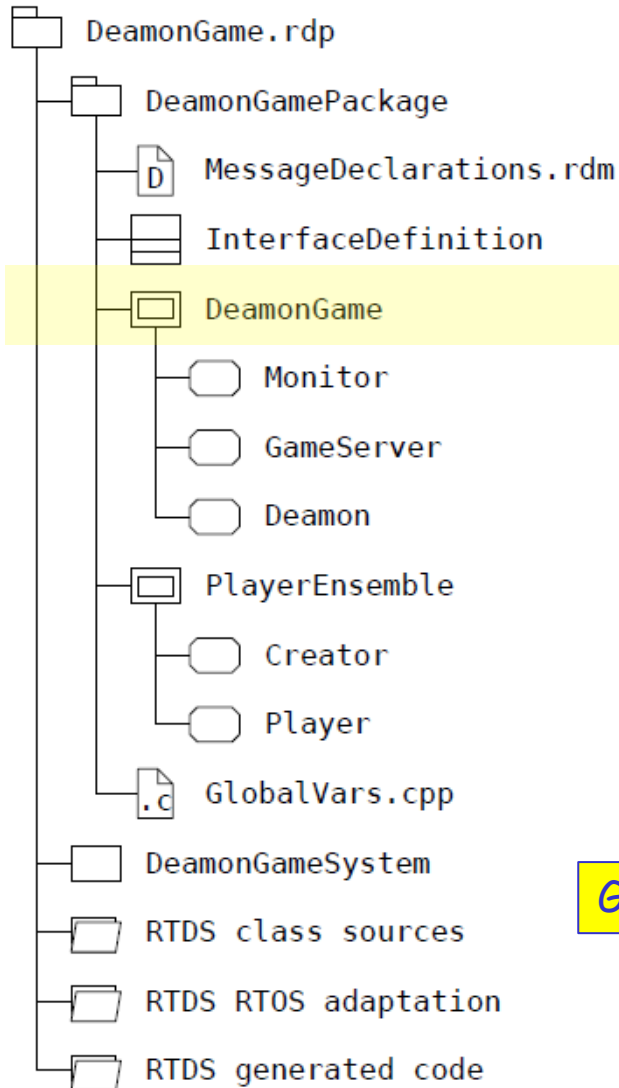 DeamonGame.rdp
DeamonGamePackage
D MessageDeclarations.rdm
InterfaceDefinition
DeamonGame
Monitor
GameServer
Deamon
PlayerEnsemble
Creator
Player
.c GlobalVars.cpp
DeamonGameSystem
RTDS class sources
RTDS RTOS adaptation
RTDS generated code